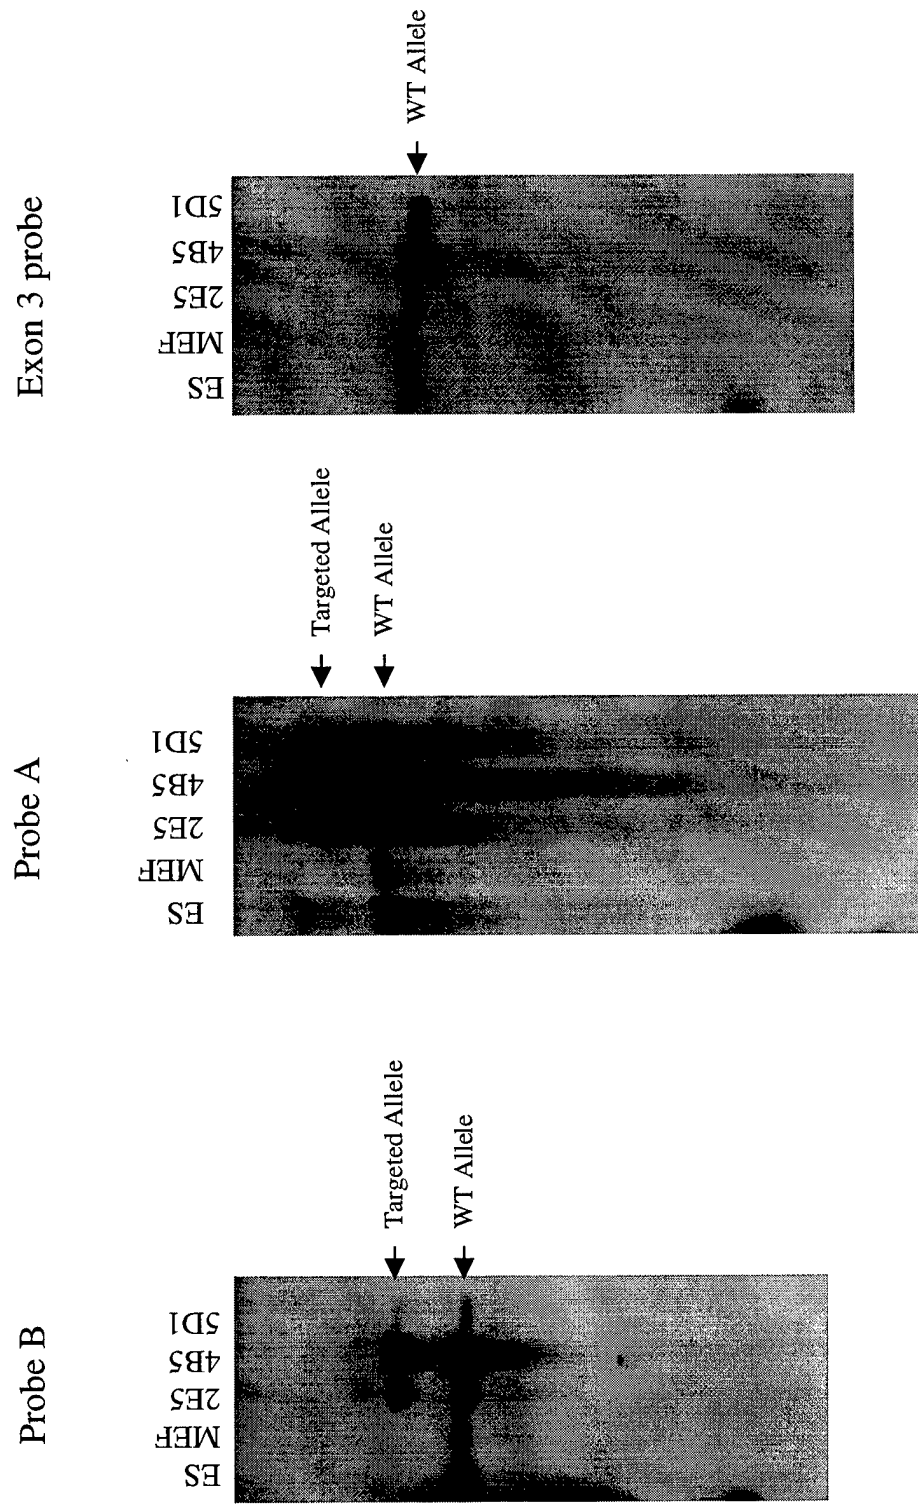 Exon 3 probe
5D1
4B5
2E5
MEF
ES
WT Allele
Probe A
5D1
4B5
2E5
MEF
ES
Targeted Allele
WT Allele
Probe B
5D1
4B5
2E5
MEF
ES
Targeted Allele
WT Allele